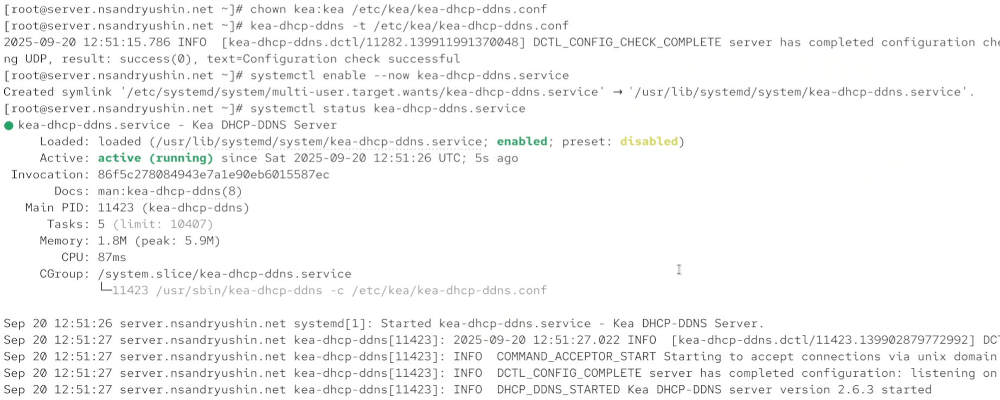 [root@server.nsandryushin.net ~]# chown kea:kea /etc/kea/kea-dhcp-ddns.conf
[root@server.nsandryushin.net ~]# kea-dhcp-ddns -t /etc/kea/kea-dhcp-ddns.conf
2025-09-20 12:51:15.786 INFO  [kea-dhcp-ddns.dctl/11282.139911991370048] DCTL_CONFIG_CHECK_COMPLETE server has completed configuration che
ng UDP, result: success(0), text=Configuration check successful
[root@server.nsandryushin.net ~]# systemctl enable --now kea-dhcp-ddns.service
Created symlink '/etc/systemd/system/multi-user.target.wants/kea-dhcp-ddns.service' → '/usr/lib/systemd/system/kea-dhcp-ddns.service'.
[root@server.nsandryushin.net ~]# systemctl status kea-dhcp-ddns.service
● kea-dhcp-ddns.service - Kea DHCP-DDNS Server
     Loaded: loaded (/usr/lib/systemd/system/kea-dhcp-ddns.service; enabled; preset: disabled)
     Active: active (running) since Sat 2025-09-20 12:51:26 UTC; 5s ago
 Invocation: 86f5c278084943e7a1e90eb6015587ec
       Docs: man:kea-dhcp-ddns(8)
   Main PID: 11423 (kea-dhcp-ddns)
      Tasks: 5 (limit: 10407)
     Memory: 1.8M (peak: 5.9M)
        CPU: 87ms
     CGroup: /system.slice/kea-dhcp-ddns.service
             └─11423 /usr/sbin/kea-dhcp-ddns -c /etc/kea/kea-dhcp-ddns.conf
Sep 20 12:51:26 server.nsandryushin.net systemd[1]: Started kea-dhcp-ddns.service - Kea DHCP-DDNS Server.
Sep 20 12:51:27 server.nsandryushin.net kea-dhcp-ddns[11423]: 2025-09-20 12:51:27.022 INFO  [kea-dhcp-ddns.dctl/11423.139902879772992] DCT
Sep 20 12:51:27 server.nsandryushin.net kea-dhcp-ddns[11423]: INFO  COMMAND_ACCEPTOR_START Starting to accept connections via unix domain
Sep 20 12:51:27 server.nsandryushin.net kea-dhcp-ddns[11423]: INFO  DCTL_CONFIG_COMPLETE server has completed configuration: listening on
Sep 20 12:51:27 server.nsandryushin.net kea-dhcp-ddns[11423]: INFO  DHCP_DDNS_STARTED Kea DHCP-DDNS server version 2.6.3 started